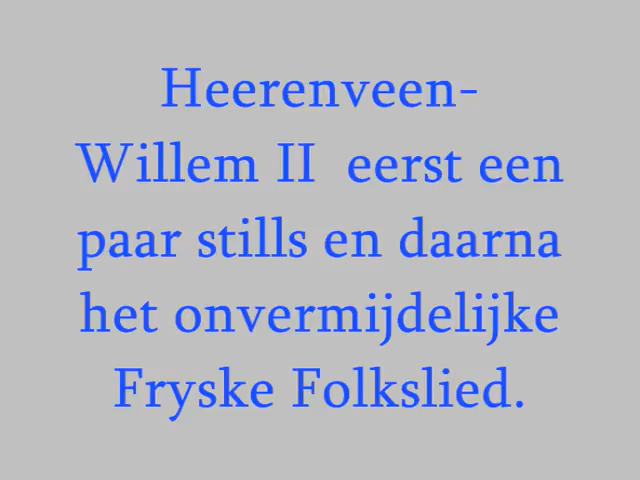 Heerenveen-
Willem II  eerst een
paar stills en daarna
het onvermijdelijke
Fryske Folkslied.